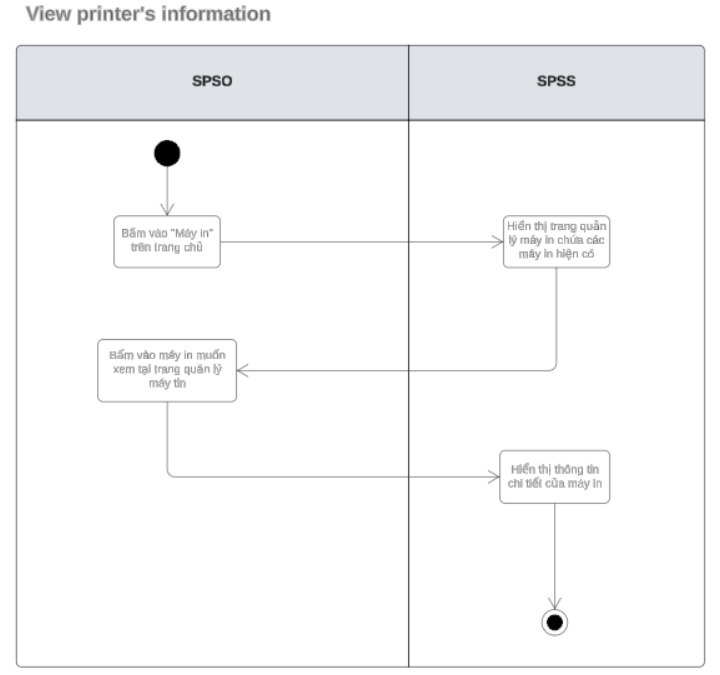 View printer's information
SPSO
SPSS
Bấm vào "Máy in"
trên trang chủ
Hiển thị trang quản
lý máy in chứa các
máy in hiện có
Bấm vào máy in muốn
xem tại trang quản lý
máy tin
Hiển thị thông tin
chi tiết của máy in